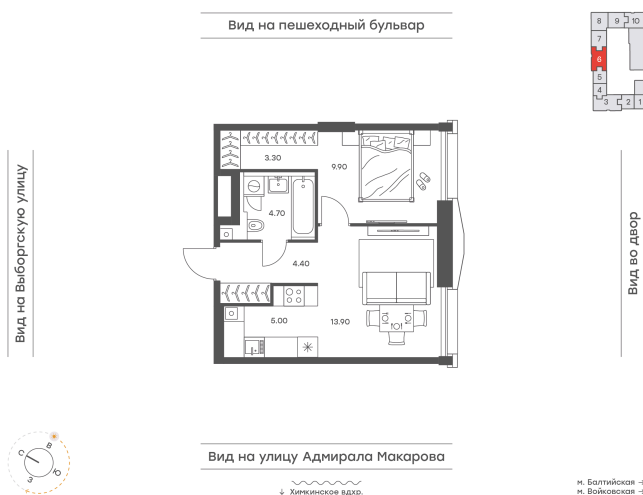 Вид на пешеходный бульвар
8 9 10
7
6
5
4
3 2 1
Вид на Выборгскую улицу
3.30
9.90
4.70
4.40
5.00
13.90
Вид во двор
С В
З Ю
Вид на улицу Адмирала Макарова
↓ Химкинское вдхр.
м. Балтийская
м. Войковская